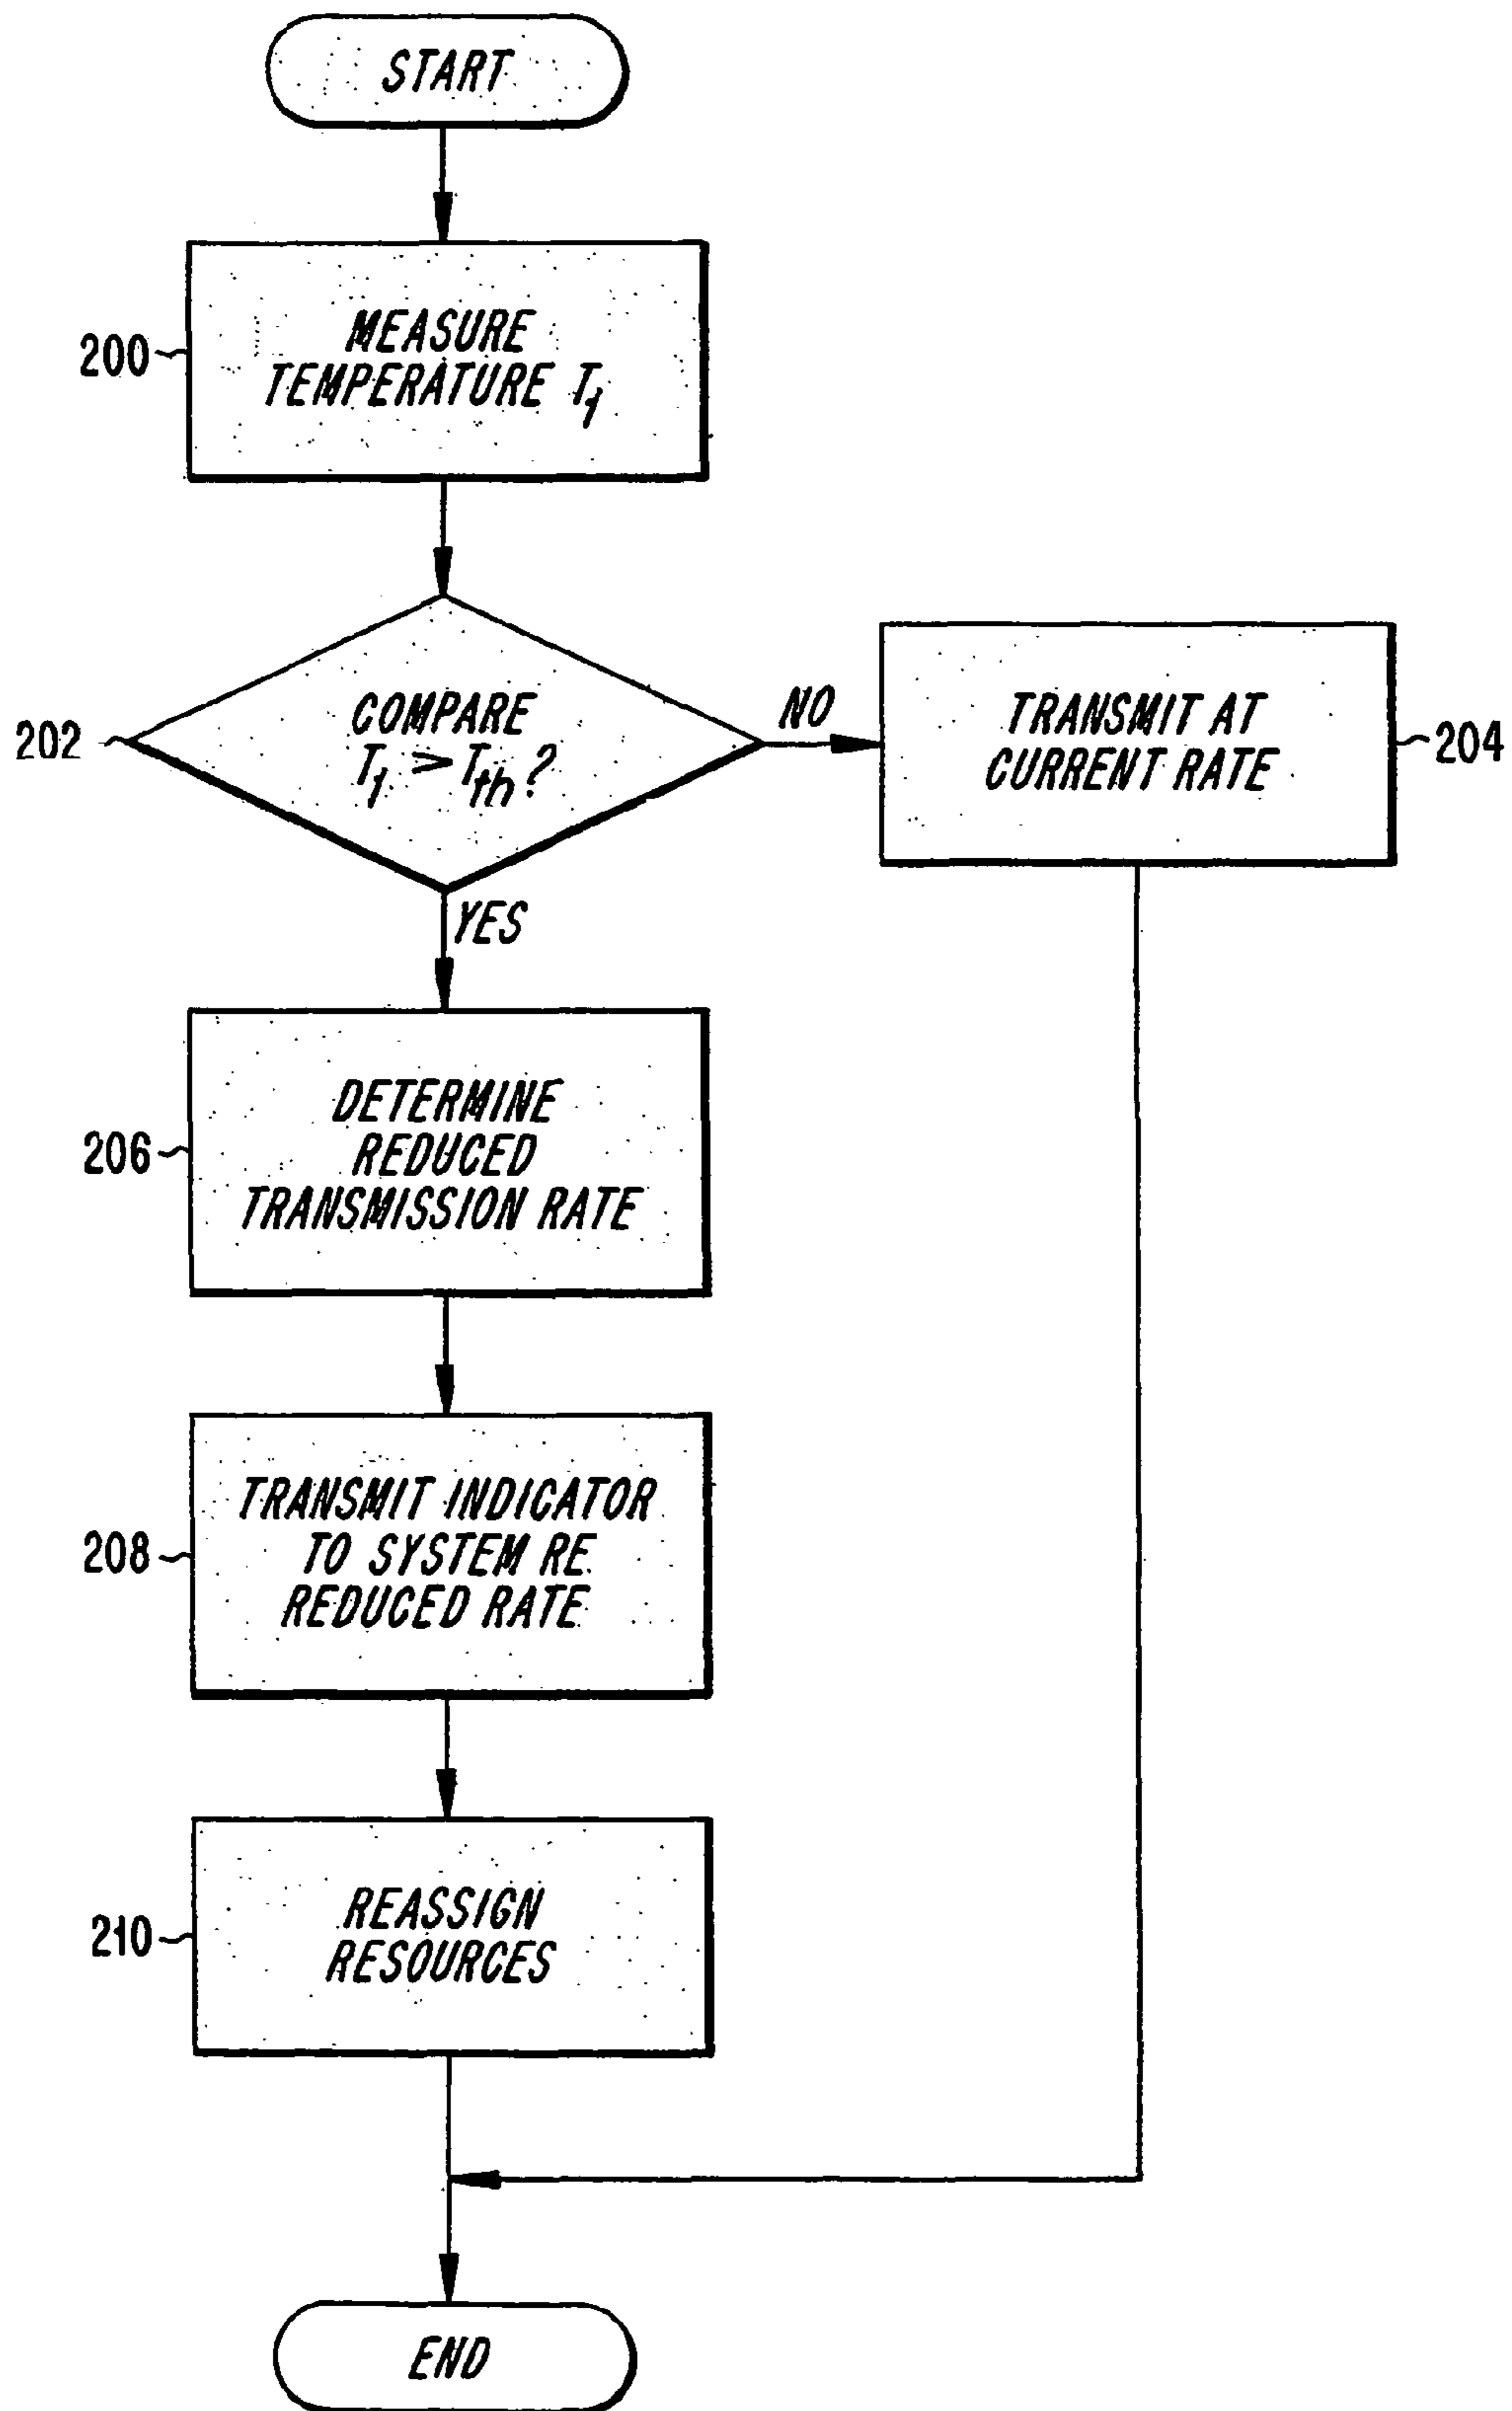 START
200
MEASURE
TEMPERATURE T1
202
COMPARE
T1 > Tth?
NO
TRANSMIT AT
CURRENT RATE
204
YES
206
DETERMINE
REDUCED
TRANSMISSION RATE
208
TRANSMIT INDICATOR
TO SYSTEM RE
REDUCED RATE
210
REASSIGN
RESOURCES
END